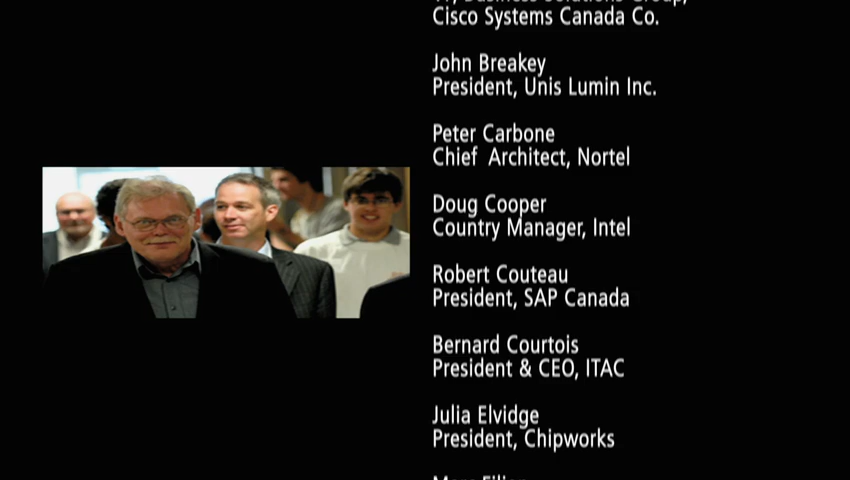 Cisco Systems Canada Co.
John Breakey
President, Unis Lumin Inc.
Peter Carbone
Chief  Architect, Nortel
Doug Cooper
Country Manager, Intel
Robert Couteau
President, SAP Canada
Bernard Courtois
President & CEO, ITAC
Julia Elvidge
President, Chipworks